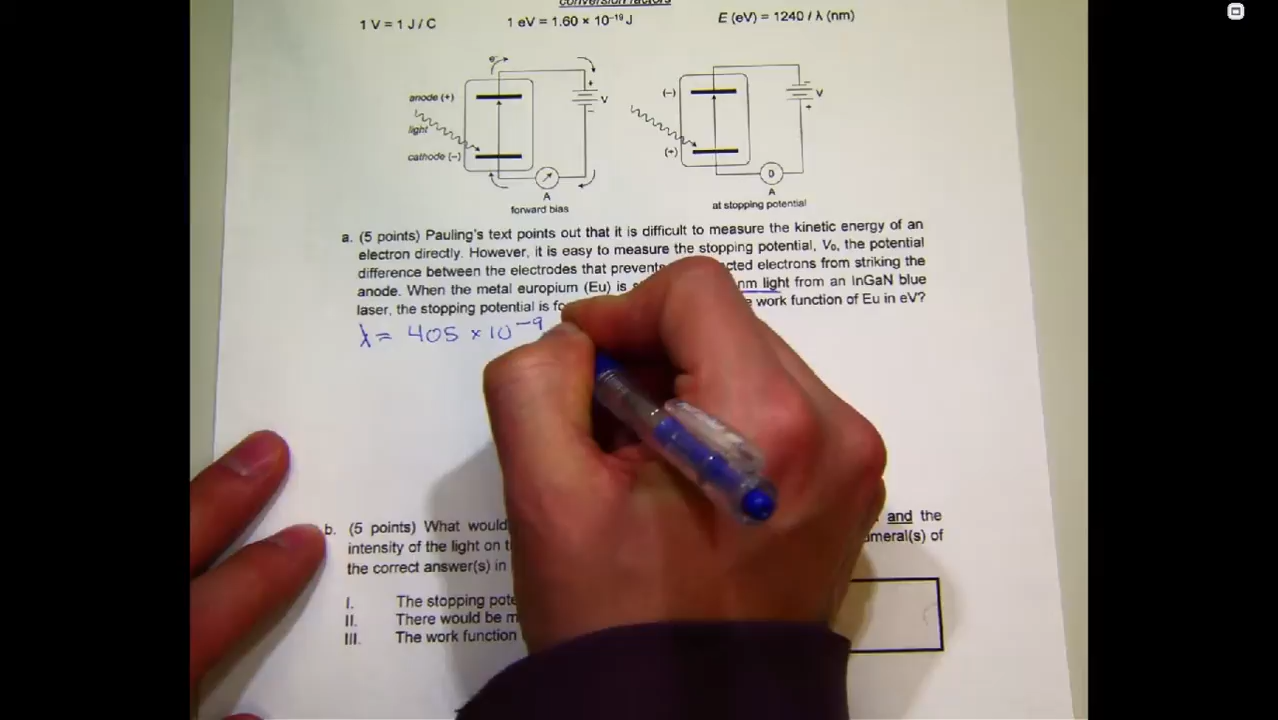 conversion factors
1 V = 1 J / C 1 eV = 1.60 × 10⁻¹⁹ J E (eV) = 1240 / λ (nm)
e⁻
anode (+) + V (−) − V
light −
cathode (−) (+) +
A 0
forward bias A
at stopping potential
a. (5 points) Pauling's text points out that it is difficult to measure the kinetic energy of an
electron directly. However, it is easy to measure the stopping potential, V₀, the potential
difference between the electrodes that prevents cted electrons from striking the
anode. When the metal europium (Eu) is nm light from an InGaN blue
laser, the stopping potential is work function of Eu in eV?
λ = 405 × 10⁻⁹
b. (5 points) What would and the
intensity of the light on meral(s) of
the correct answer(s) in
I. The stopping pote
II. There would be m
III. The work function